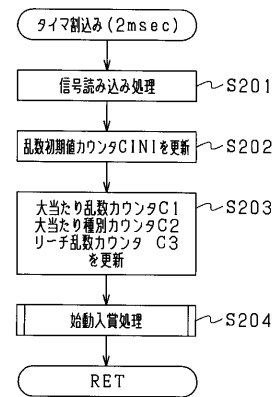 タイマ割込み(2msec)
信号読み込み処理
S201
乱数初期値カウンタCINIを更新
S202
大当たり乱数カウンタC1
大当たり種別カウンタC2
リーチ乱数カウンタ C3
を更新
S203
始動入賞処理
S204
RET